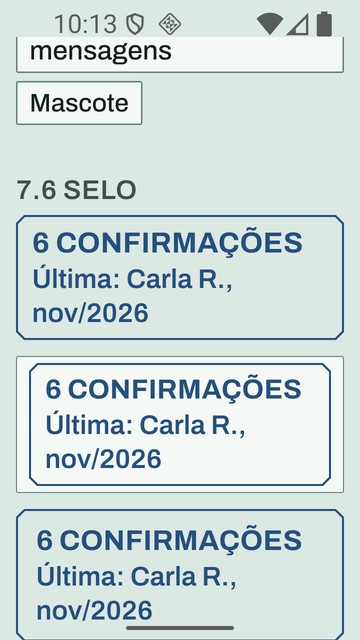 10:13
mensagens
Mascote
7.6 SELO
6 CONFIRMAÇÕES
Última: Carla R.,
nov/2026
6 CONFIRMAÇÕES
Última: Carla R.,
nov/2026
6 CONFIRMAÇÕES
Última: Carla R.,
nov/2026